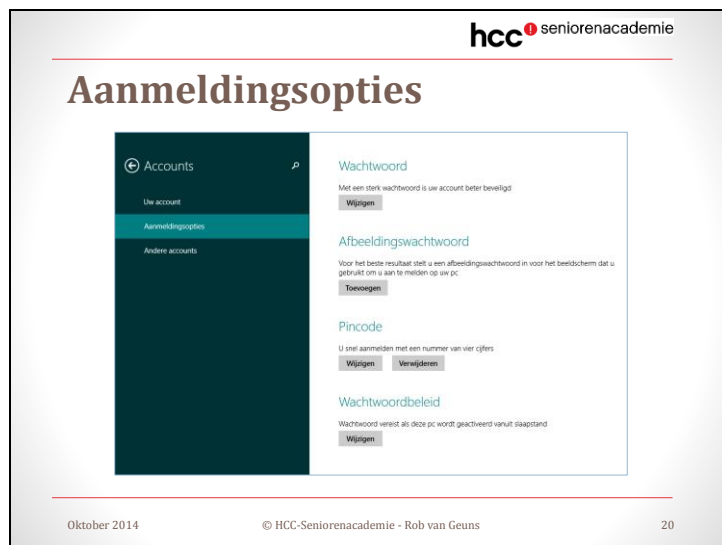 hcc! seniorenacademie
Aanmeldingsopties
Accounts
Uw account
Aanmeldingsopties
Andere accounts
Wachtwoord
Met een sterk wachtwoord is uw account beter beveiligd
Wijzigen
Afbeeldingswachtwoord
Voor het beste resultaat stelt u een afbeeldingswachtwoord in voor het beeldscherm dat u
gebruikt om u aan te melden op uw pc
Toevoegen
Pincode
U snel aanmelden met een nummer van vier cijfers
Wijzigen Verwijderen
Wachtwoordbeleid
Wachtwoord vereist als deze pc wordt geactiveerd vanuit slaapstand
Wijzigen
Oktober 2014 © HCC-Seniorenacademie - Rob van Geuns 20